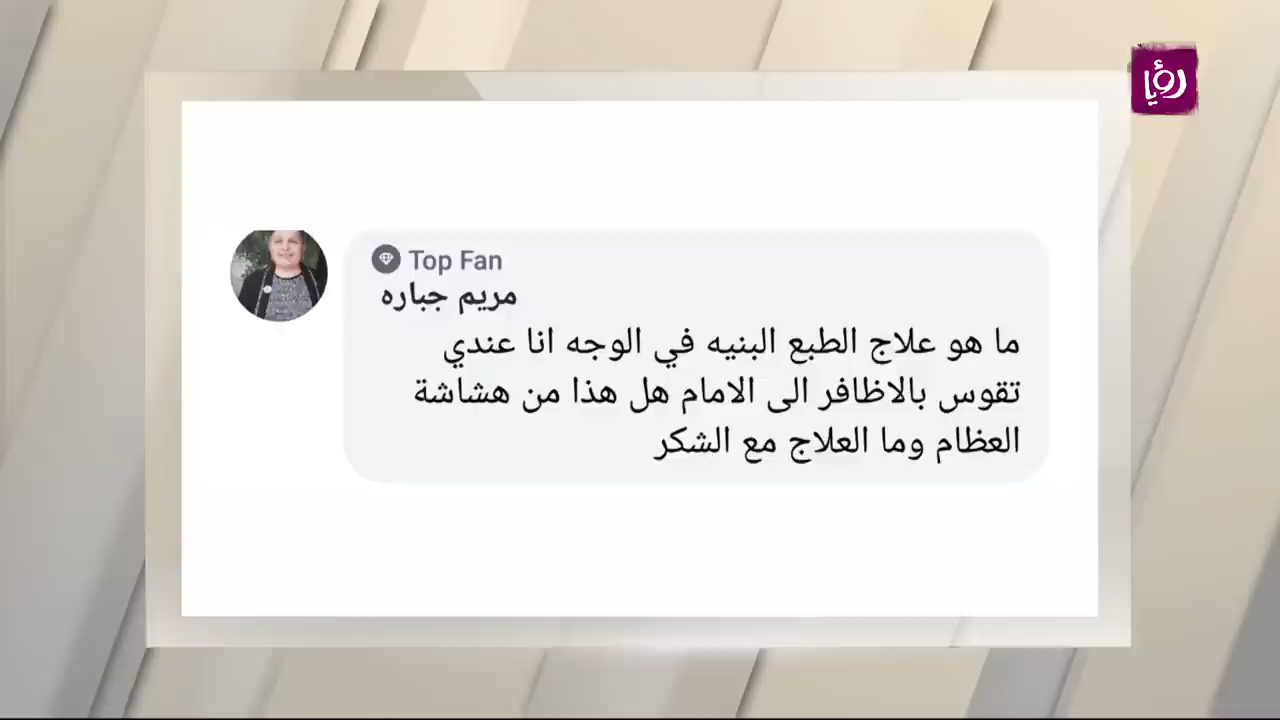 رؤيا
Top Fan
مريم جباره
ما هو علاج الطبع البنيه في الوجه انا عندي
تقوس بالاظافر الى الامام هل هذا من هشاشة
العظام وما العلاج مع الشكر